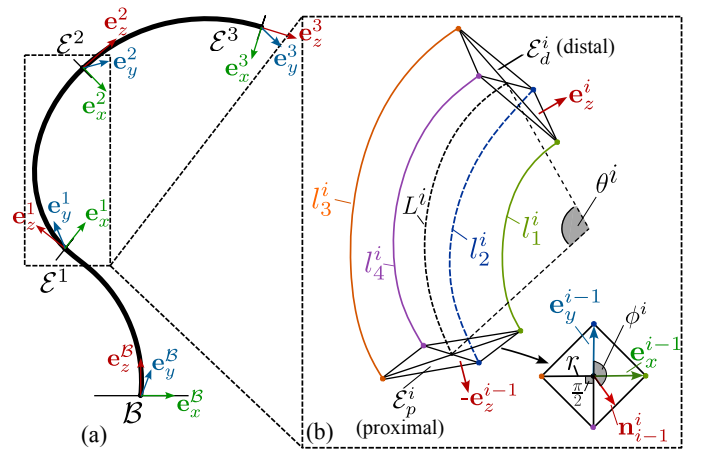 𝓔² e_z² e_y² e_x²
𝓔³ e_z³ e_y³ e_x³
e_z¹ e_y¹ e_x¹
𝓔¹
e_z^𝓑 e_y^𝓑
𝓑 e_x^𝓑
(a)
𝓔_d^i (distal)
e_z^i
l_3^i L^i l_2^i l_1^i θ^i
l_4^i
-e_z^{i-1}
𝓔_p^i
(proximal)
(b)
e_y^{i-1} ϕ^i
e_x^{i-1}
r
π/2
n_{i-1}^i